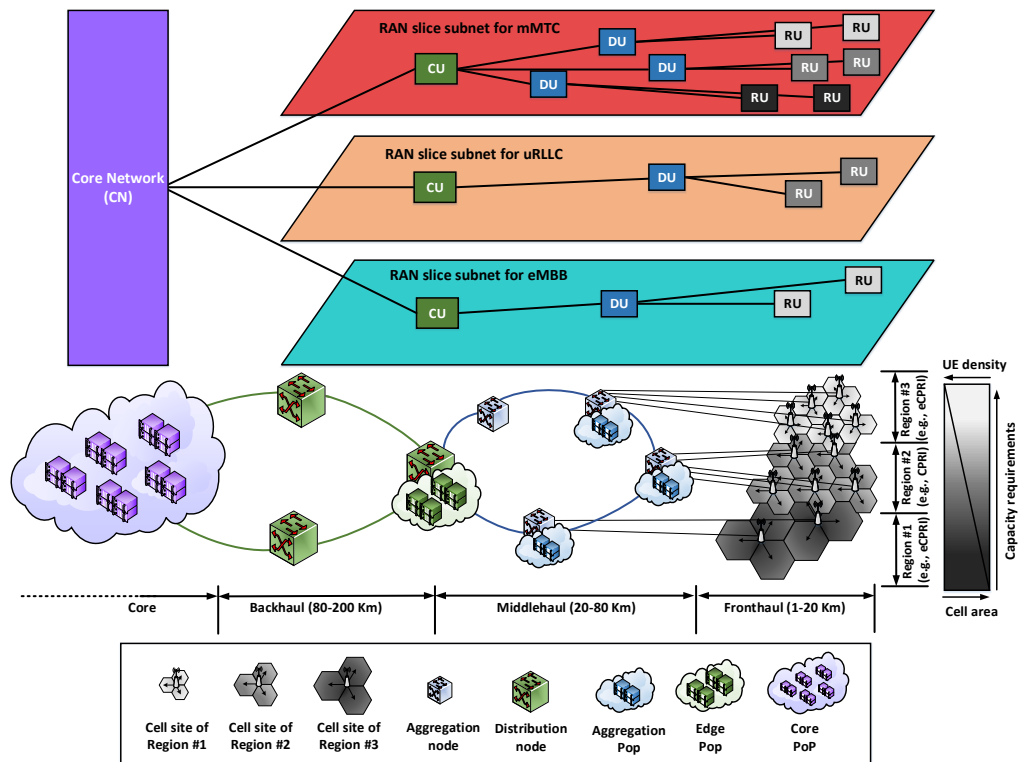 RAN slice subnet for mMTC
RU
DU
RU
CU
DU
RU
RU
DU
RU
RU
RAN slice subnet for uRLLC
Core Network
(CN)
CU
DU
RU
RU
RAN slice subnet for eMBB
RU
CU
DU
RU
UE density
Region #3
(e.g., eCPRI)
Region #2
(e.g., CPRI)
Region #1
(e.g., eCPRI)
Capacity requirements
Cell area
Core
Backhaul (80-200 Km)
Middlehaul (20-80 Km)
Fronthaul (1-20 Km)
Cell site of
Region #1
Cell site of
Region #2
Cell site of
Region #3
Aggregation
node
Distribution
node
Aggregation
Pop
Edge
Pop
Core
PoP